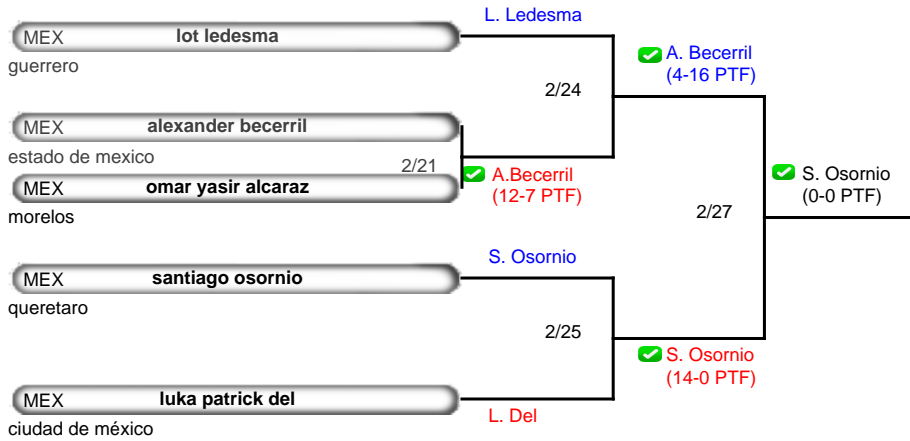 L. Ledesma
MEX lot ledesma
guerrero
A. Becerril
(4-16 PTF)
2/24
MEX alexander becerril
estado de mexico
2/21
A.Becerril
(12-7 PTF)
MEX omar yasir alcaraz
morelos
S. Osornio
(0-0 PTF)
2/27
S. Osornio
MEX santiago osornio
queretaro
2/25
S. Osornio
(14-0 PTF)
MEX luka patrick del
L. Del
ciudad de méxico